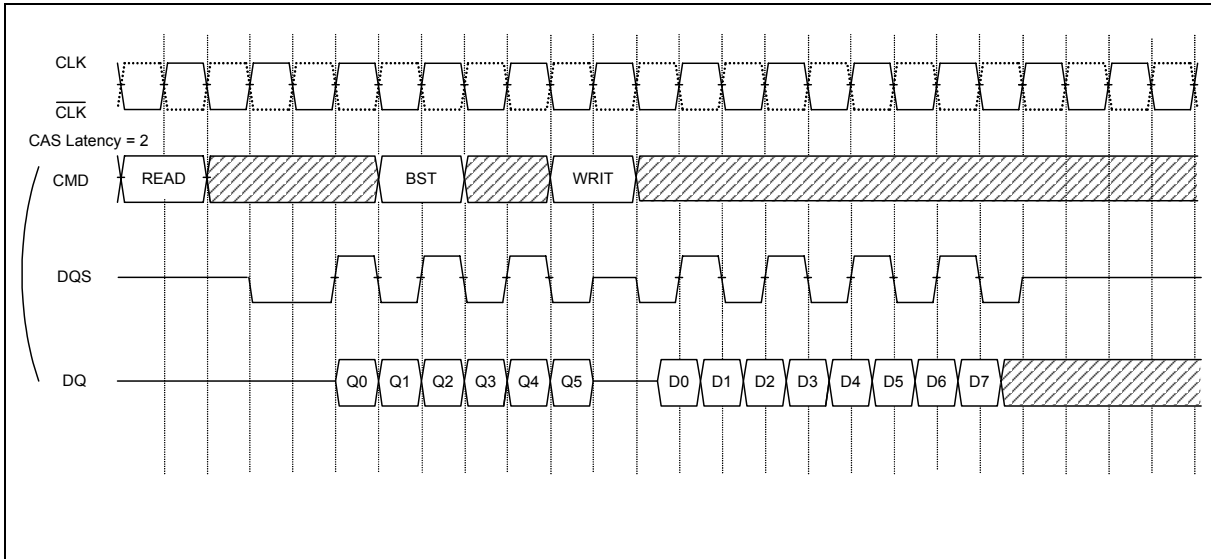 CLK
CLK
CAS Latency = 2
CMD READ BST WRIT
DQS
DQ Q0 Q1 Q2 Q3 Q4 Q5 D0 D1 D2 D3 D4 D5 D6 D7